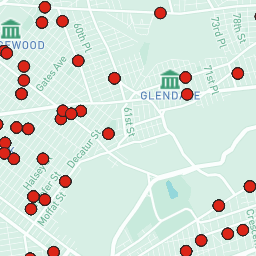 60th Pl
73rd Pl
78th St
EWOOD
Gates Ave
71st Pl
GLENDALE
61st St
Decatur St
Halsey
Moffat St